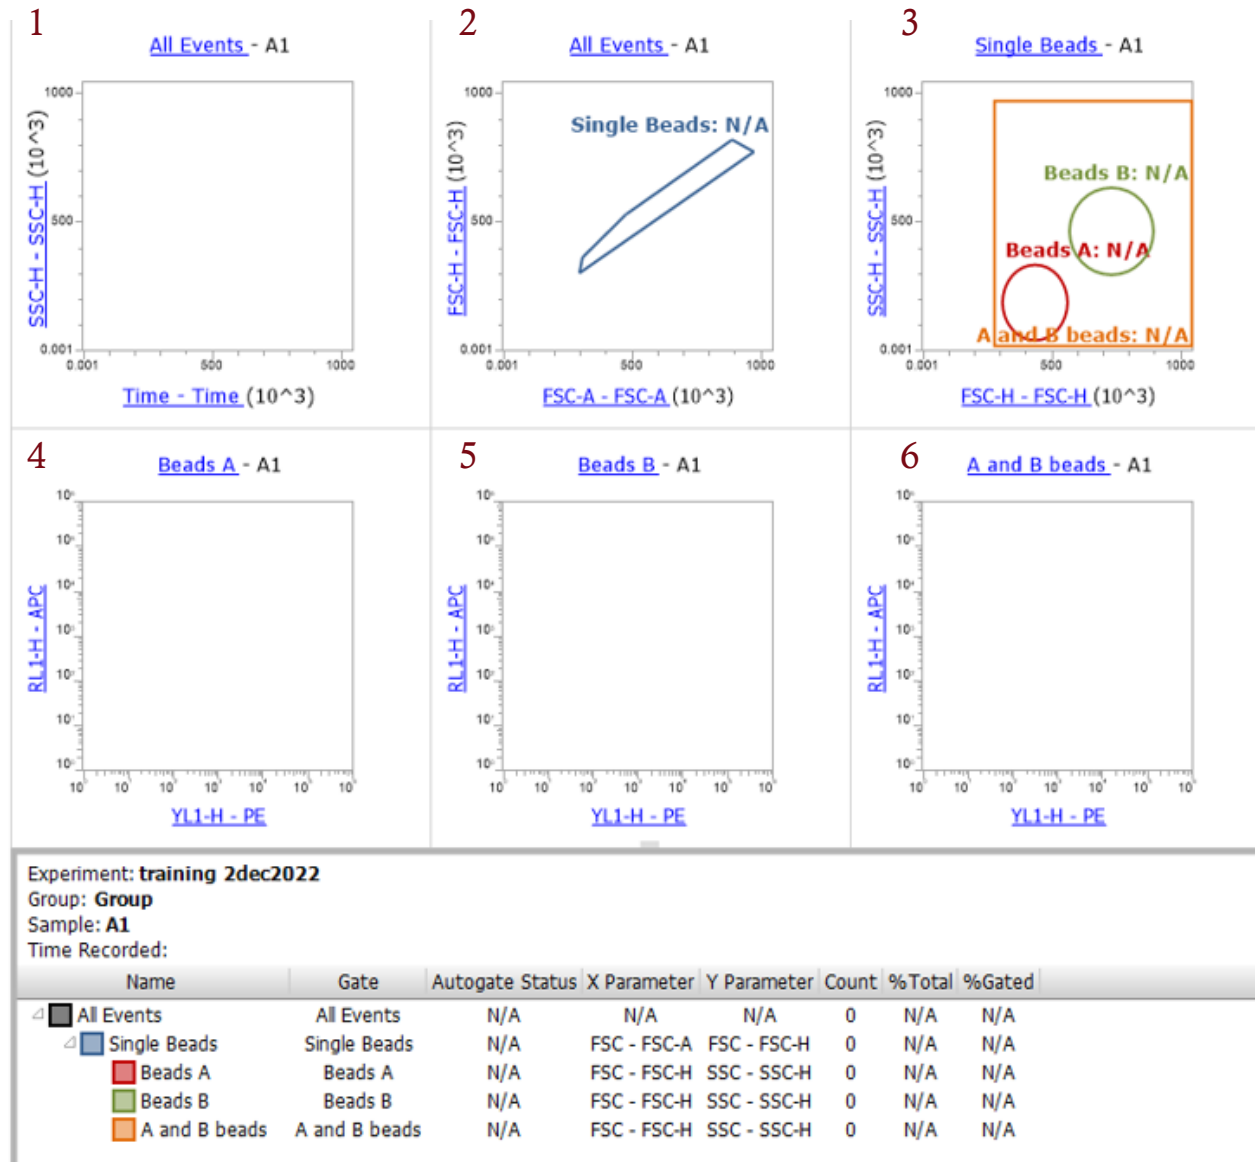 1
All Events - A1
1000
500
0.001
SSC-H - SSC-H (10^3)
0.001 500 1000
Time - Time (10^3)
2
All Events - A1
1000
500
0.001
FSC-H - FSC-H (10^3)
Single Beads: N/A
0.001 500 1000
FSC-A - FSC-A (10^3)
3
Single Beads - A1
1000
500
0.001
SSC-H - SSC-H (10^3)
Beads B: N/A
Beads A: N/A
A and B beads: N/A
0.001 500 1000
FSC-H - FSC-H (10^3)
4
Beads A - A1
RL1-H - APC
YL1-H - PE
5
Beads B - A1
RL1-H - APC
YL1-H - PE
6
A and B beads - A1
RL1-H - APC
YL1-H - PE
Experiment: training 2dec2022
Group: Group
Sample: A1
Time Recorded:
Name Gate Autogate Status X Parameter Y Parameter Count %Total %Gated
All Events All Events N/A N/A N/A 0 N/A N/A
Single Beads Single Beads N/A FSC - FSC-A FSC - FSC-H 0 N/A N/A
Beads A Beads A N/A FSC - FSC-H SSC - SSC-H 0 N/A N/A
Beads B Beads B N/A FSC - FSC-H SSC - SSC-H 0 N/A N/A
A and B beads A and B beads N/A FSC - FSC-H SSC - SSC-H 0 N/A N/A